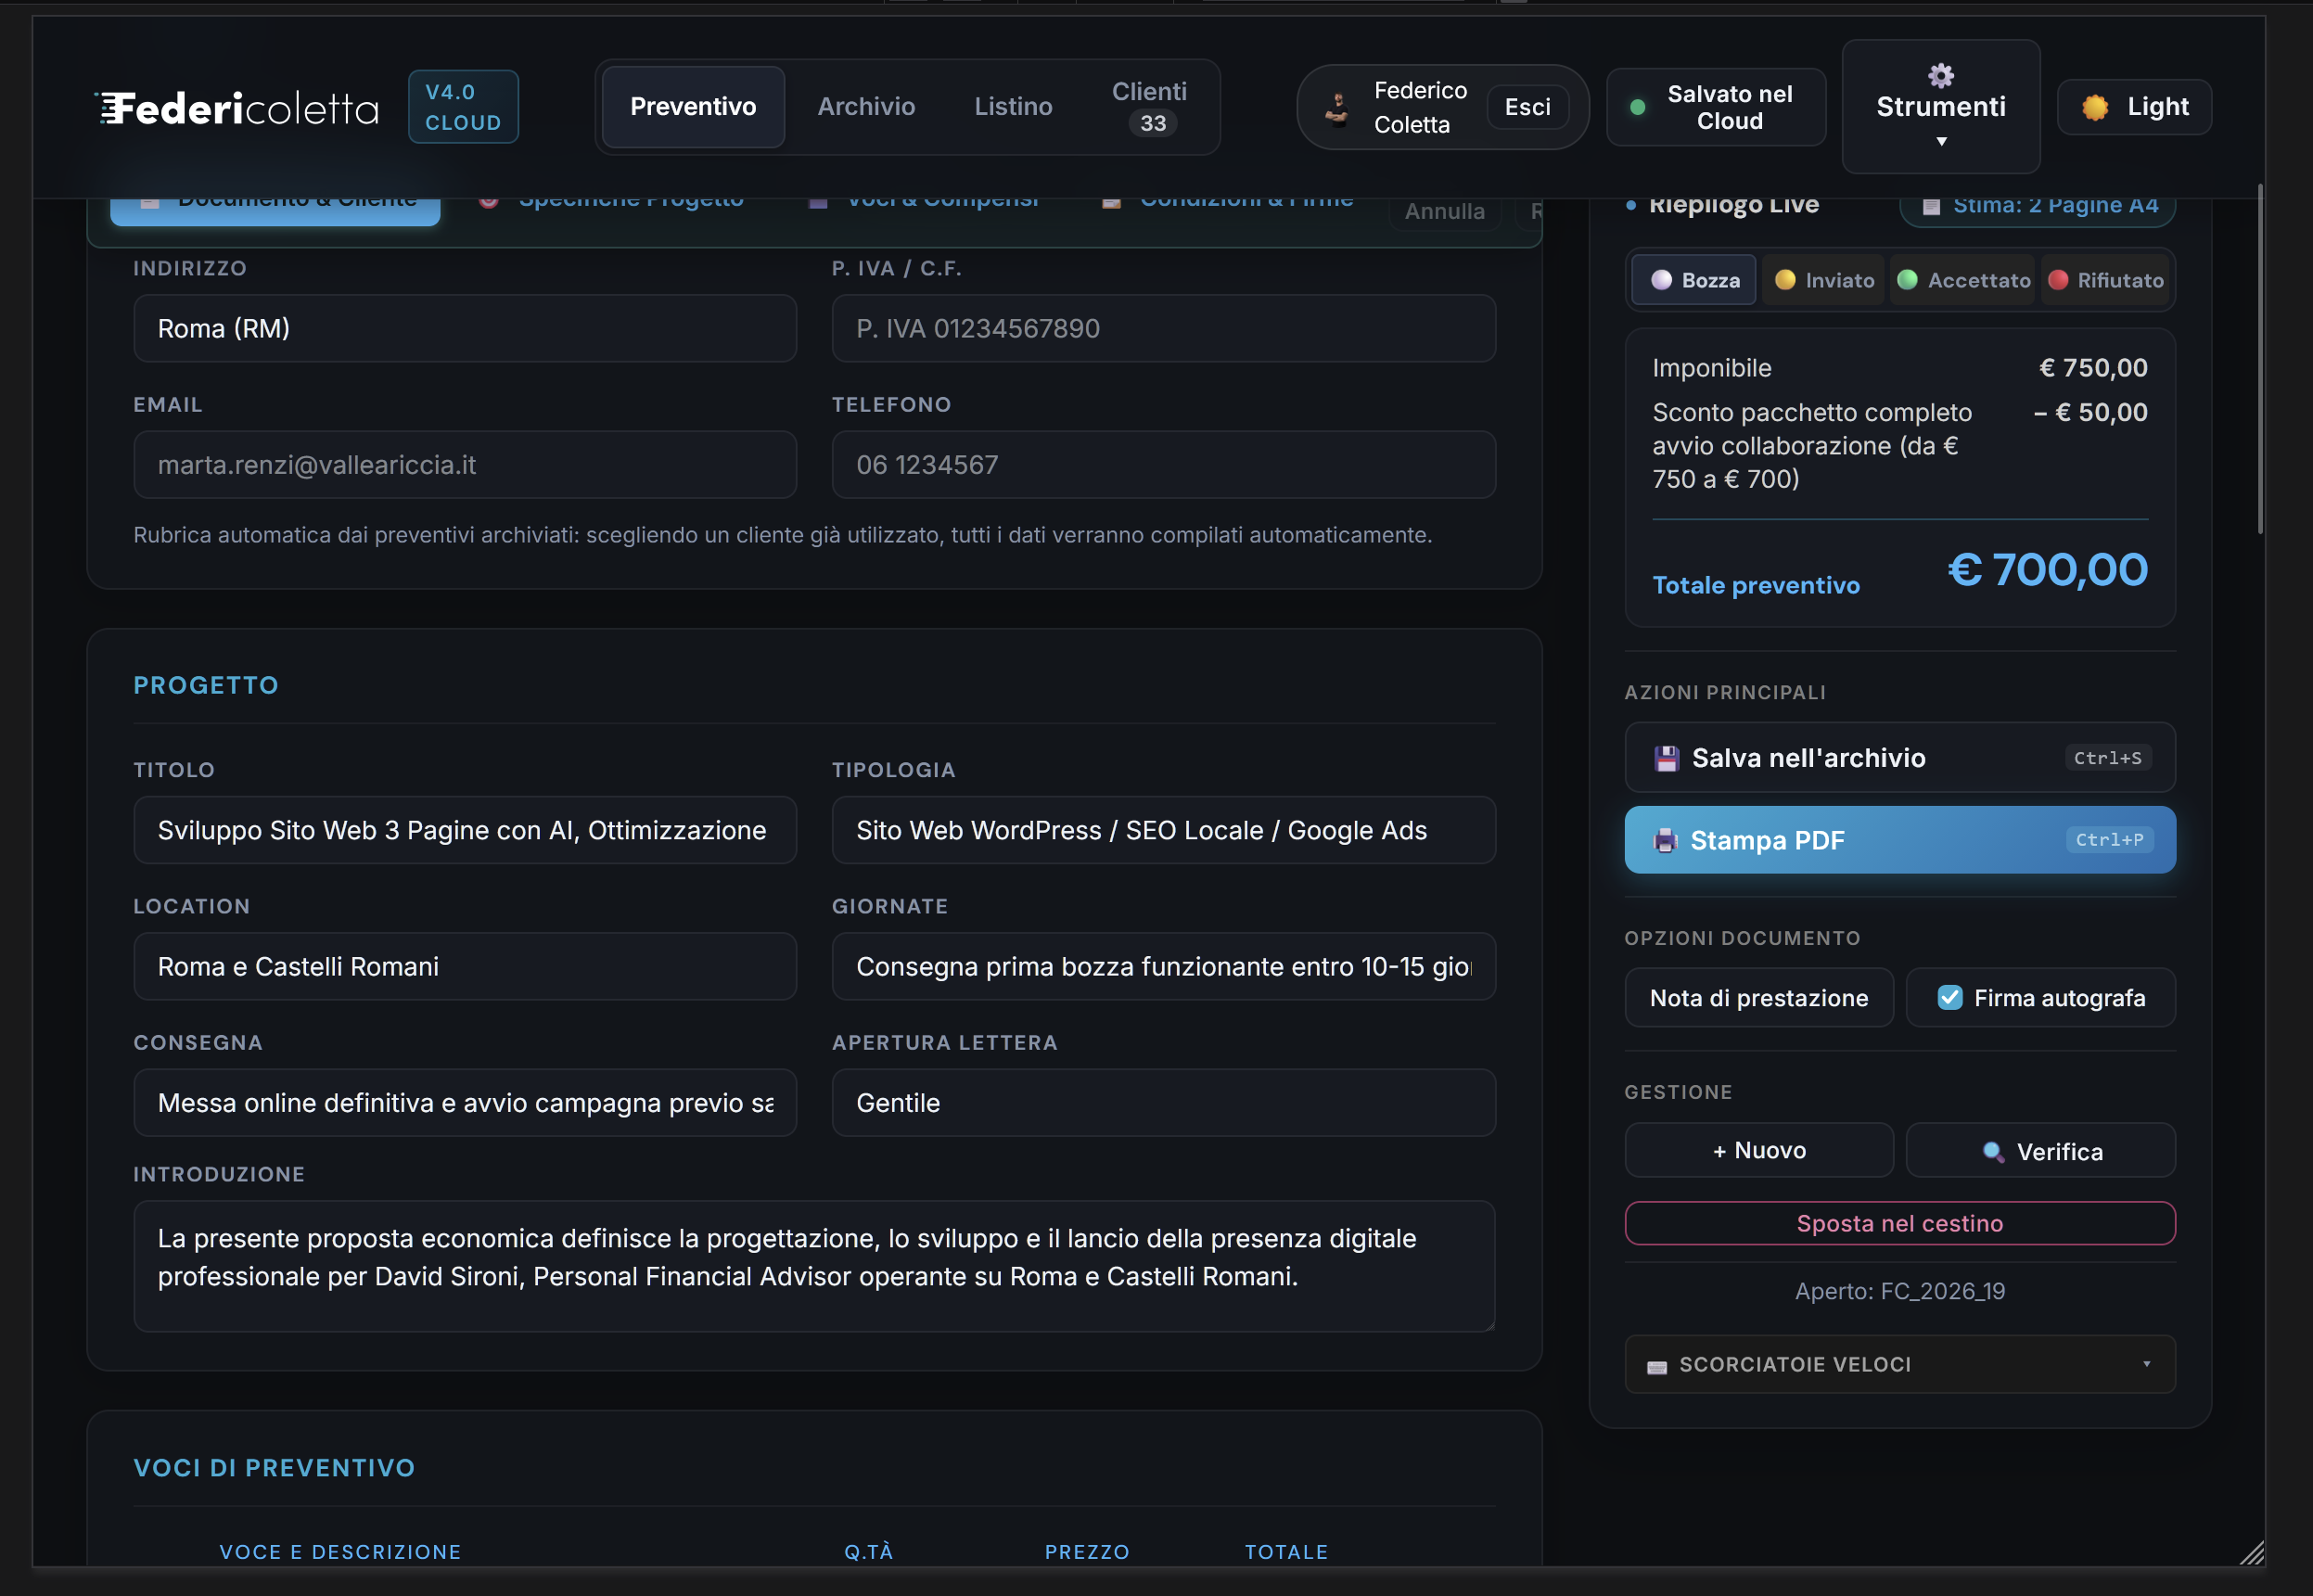 Federicoletta
V4.0
CLOUD
Preventivo
Archivio
Listino
Clienti
33
Federico
Coletta
Esci
Salvato nel
Cloud
Strumenti
▼
Light
Documento & Cliente
Specifiche Progetto
Voci & Compensi
Condizioni & Firme
Annulla
Riepilogo Live
Stima: 2 Pagine A4
INDIRIZZO
P. IVA / C.F.
Roma (RM)
P. IVA 01234567890
EMAIL
TELEFONO
marta.renzi@valleariccia.it
06 1234567
Rubrica automatica dai preventivi archiviati: scegliendo un cliente già utilizzato, tutti i dati verranno compilati automaticamente.
PROGETTO
TITOLO
TIPOLOGIA
Sviluppo Sito Web 3 Pagine con AI, Ottimizzazione
Sito Web WordPress / SEO Locale / Google Ads
LOCATION
GIORNATE
Roma e Castelli Romani
Consegna prima bozza funzionante entro 10-15
CONSEGNA
APERTURA LETTERA
Messa online definitiva e avvio campagna previo
Gentile
INTRODUZIONE
La presente proposta economica definisce la progettazione, lo sviluppo e il lancio della presenza digitale
professionale per David Sironi, Personal Financial Advisor operante su Roma e Castelli Romani.
VOCI DI PREVENTIVO
VOCE E DESCRIZIONE
Q.TÀ
PREZZO
TOTALE
Bozza
Inviato
Accettato
Rifiutato
Imponibile
€ 750,00
Sconto pacchetto completo
– € 50,00
avvio collaborazione (da €
750 a € 700)
Totale preventivo
€ 700,00
AZIONI PRINCIPALI
Salva nell'archivio
Ctrl+S
Stampa PDF
Ctrl+P
OPZIONI DOCUMENTO
Nota di prestazione
Firma autografa
GESTIONE
+ Nuovo
Verifica
Sposta nel cestino
Aperto: FC_2026_19
SCORCIATOIE VELOCI